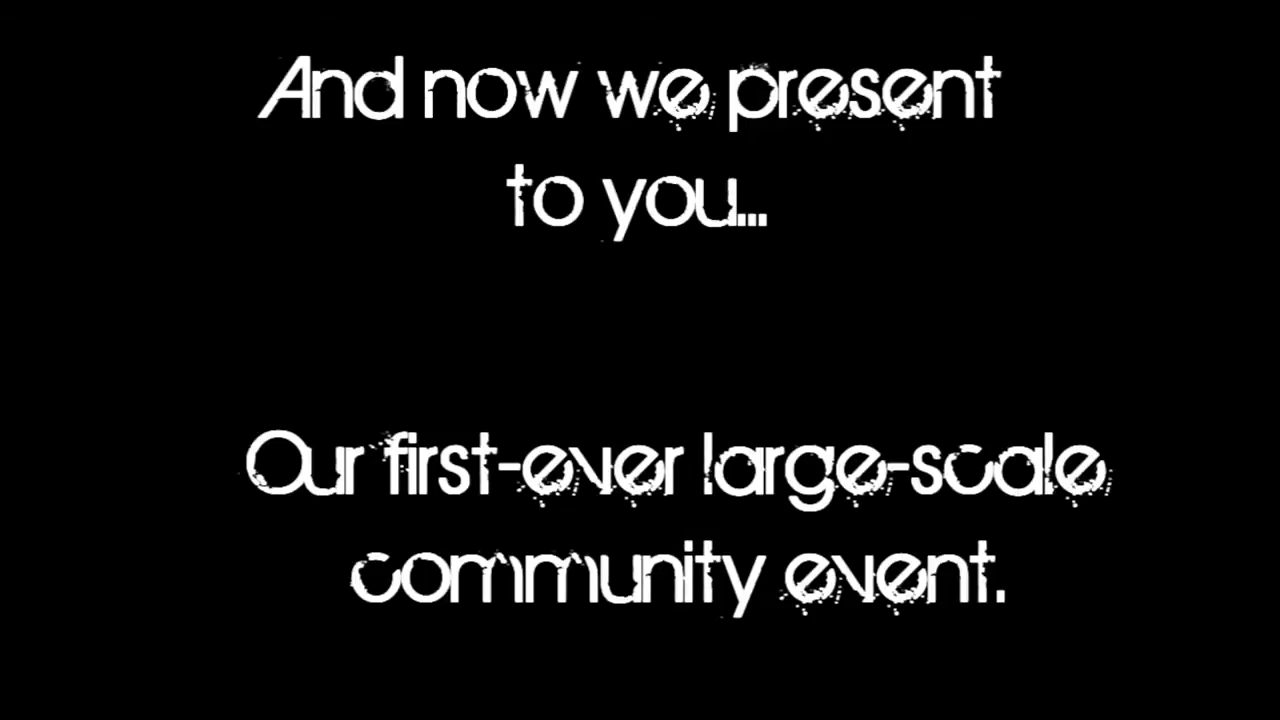 And now we present
to you...
Our first-ever large-scale
community event.